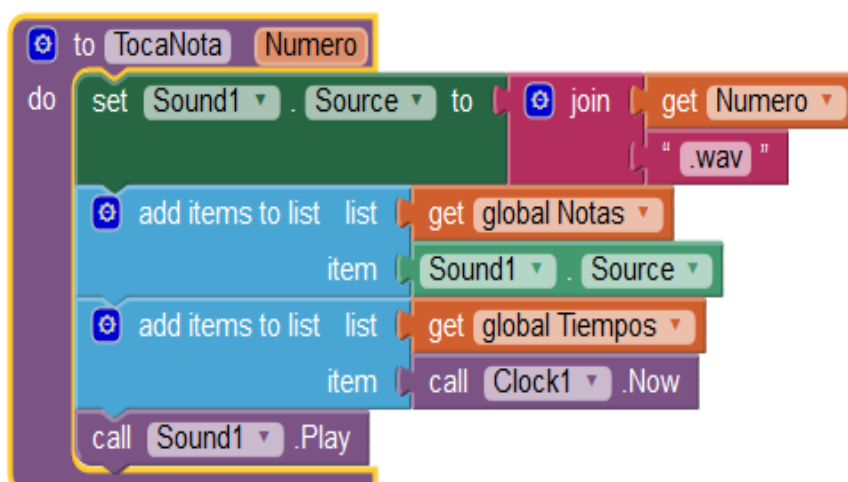 to TocaNota Numero
do set Sound1 . Source to join get Numero
“ .wav ”
add items to list list get global Notas
item Sound1 . Source
add items to list list get global Tiempos
item call Clock1 .Now
call Sound1 .Play